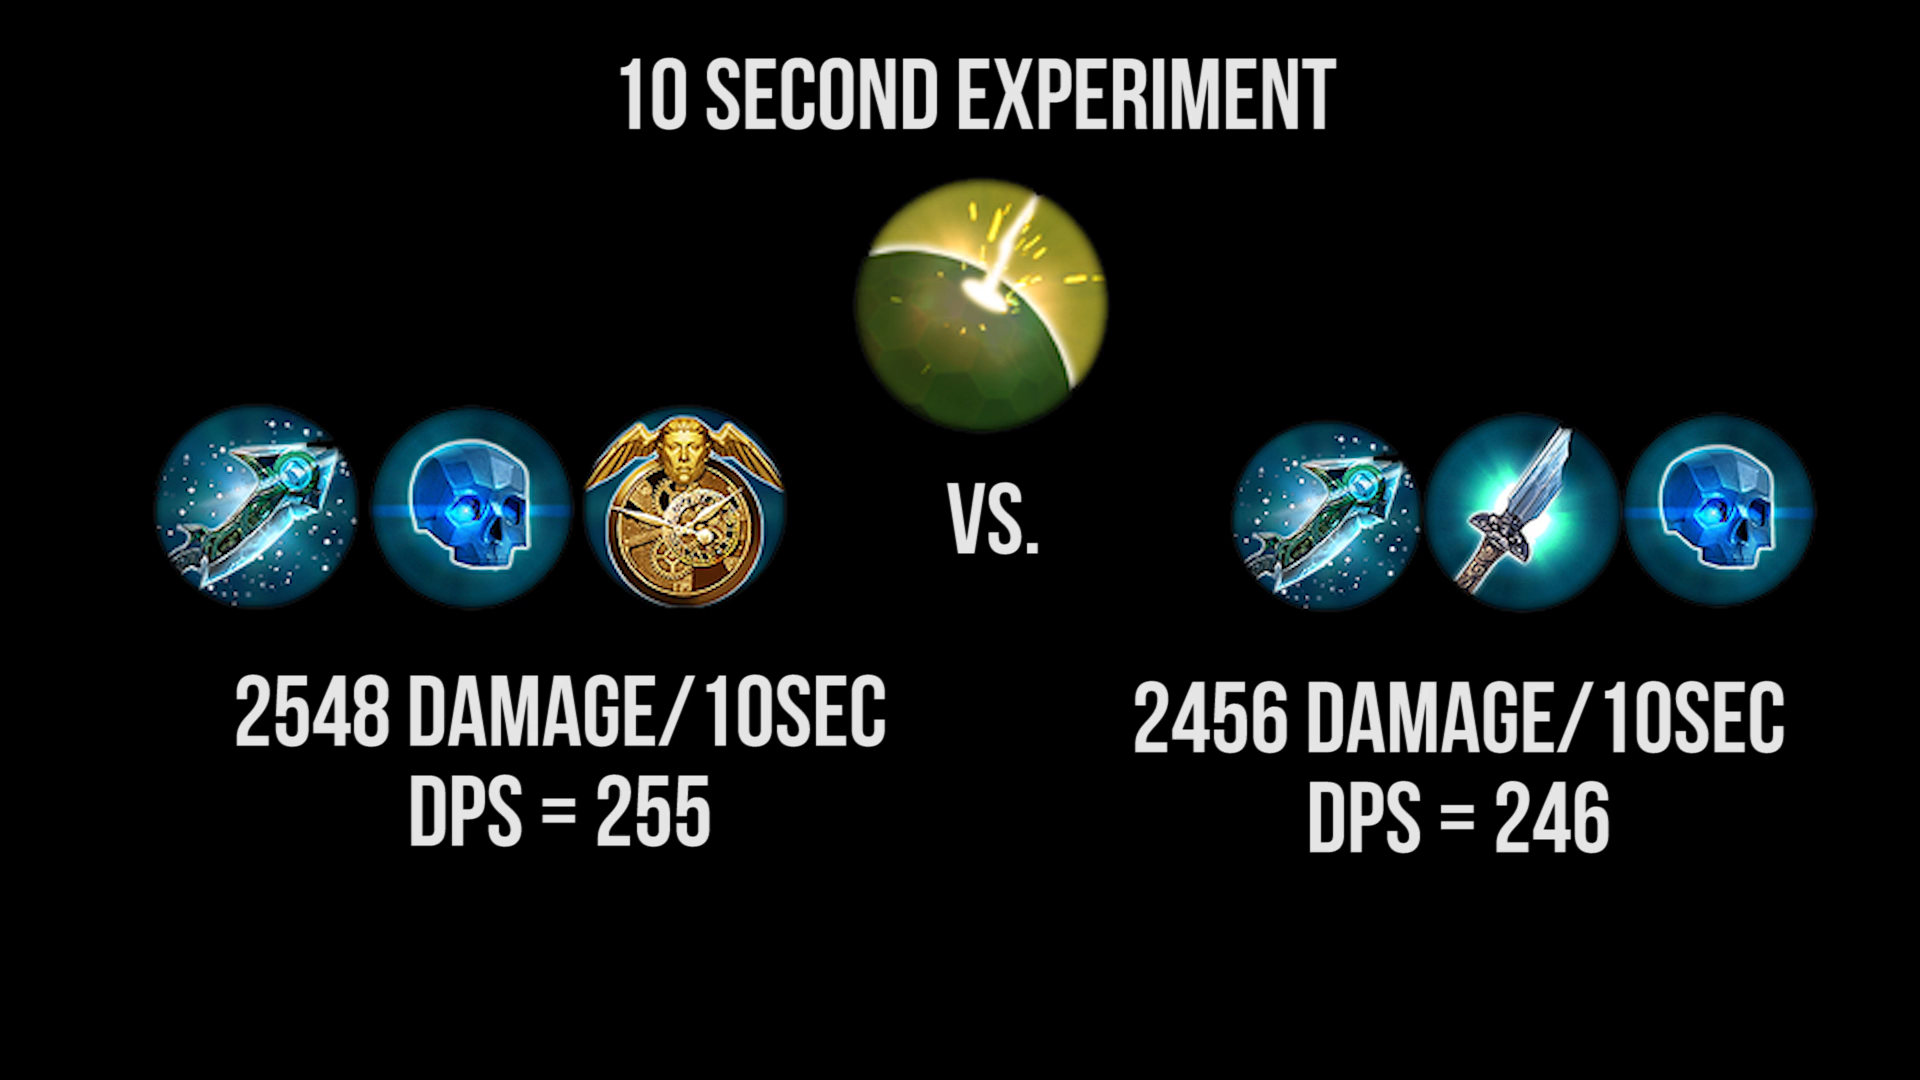 10 SECOND EXPERIMENT
VS.
2548 DAMAGE/10SEC
DPS = 255
2456 DAMAGE/10SEC
DPS = 246